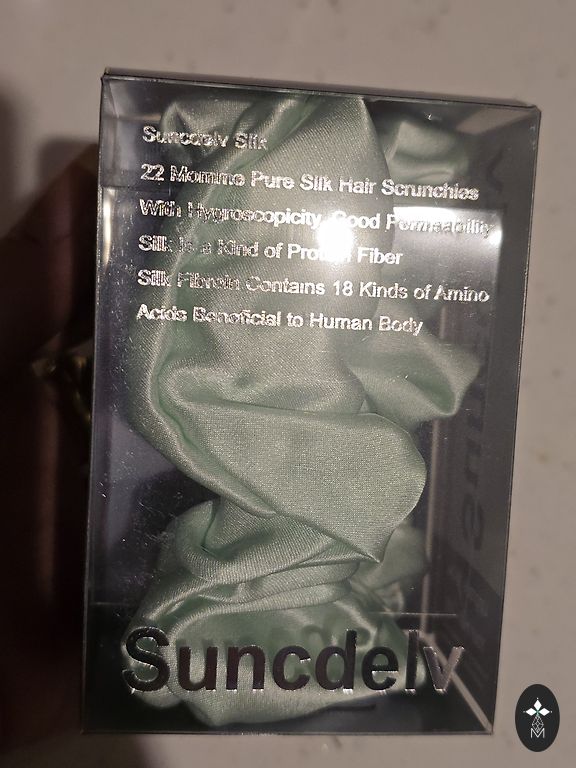 Suncdelv Silk
22 Momme Pure Silk Hair Scrunchies
With Hygroscopicity, Good Permeability
Silk is a Kind of Protein Fiber
Silk Fibroin Contains 18 Kinds of Amino
Acids Beneficial to Human Body
Suncdelv